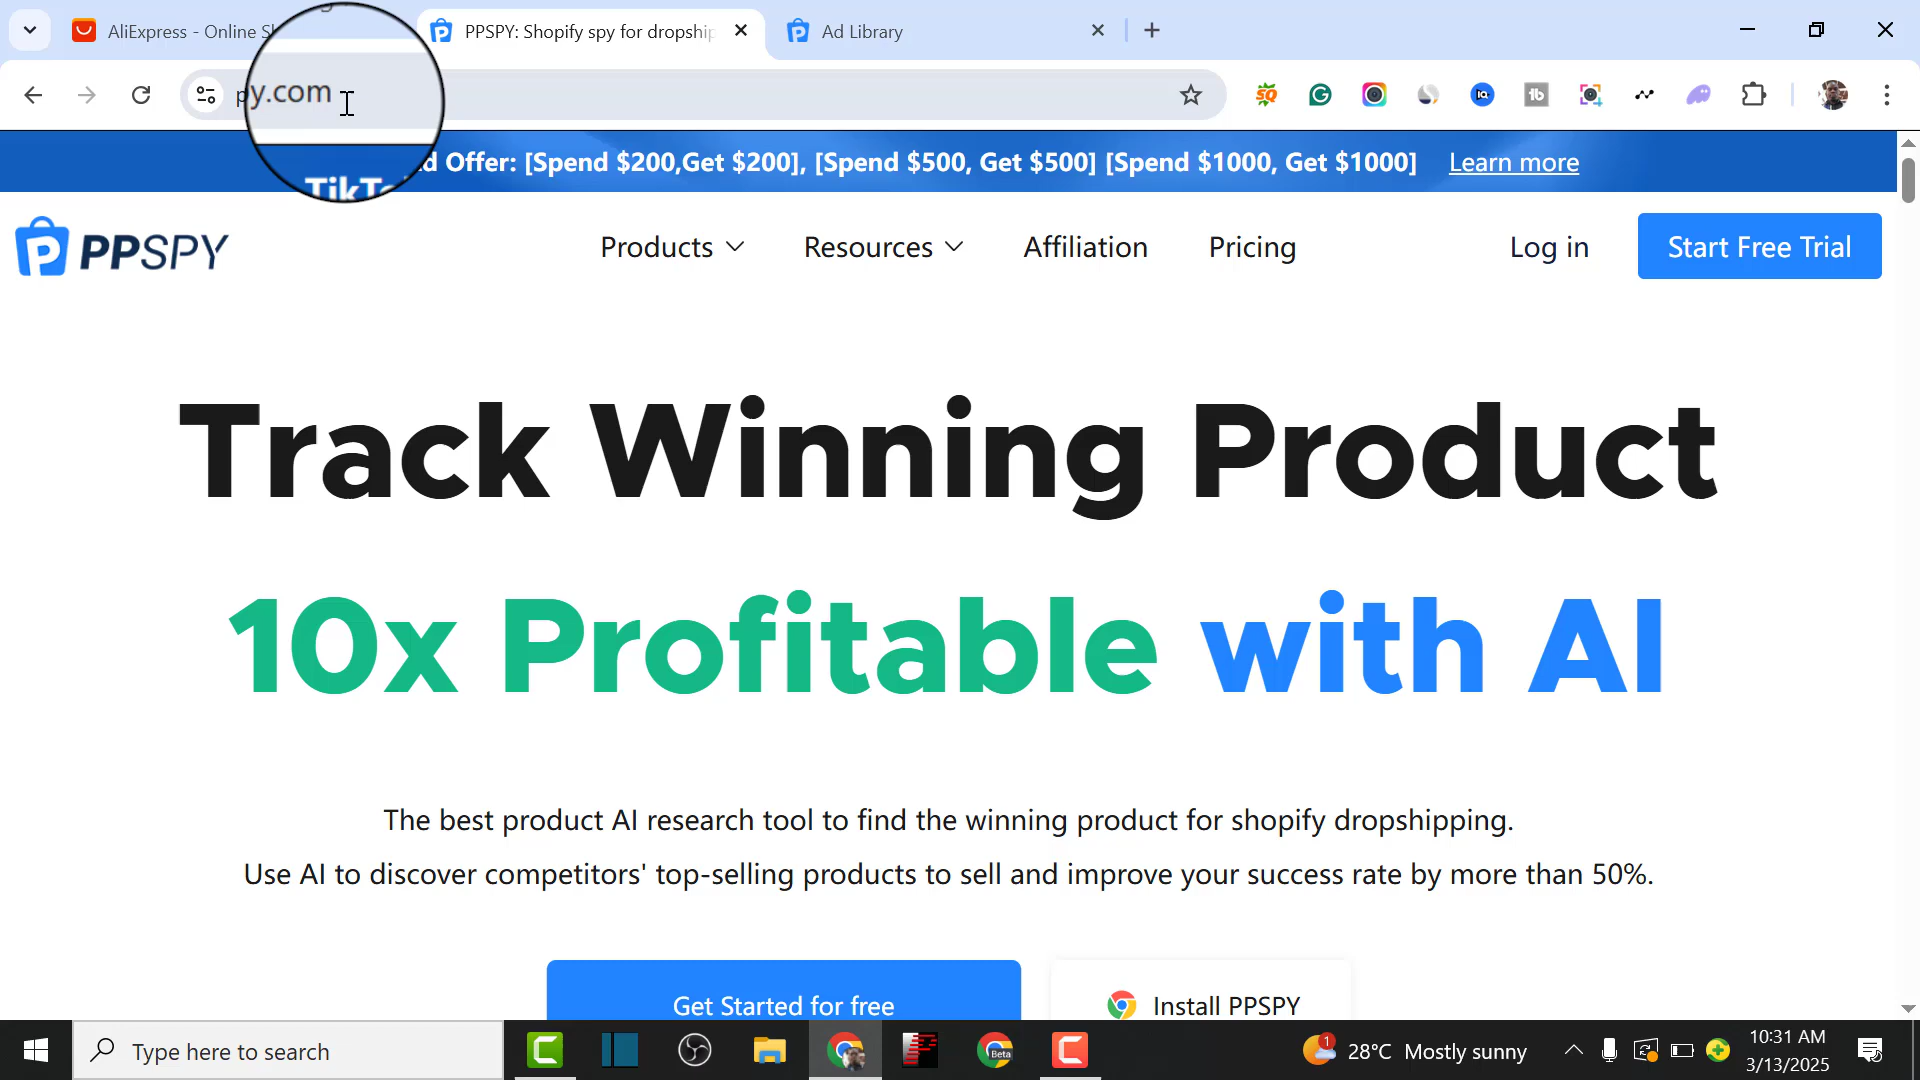 AliExpress - Online S
PPSPY: Shopify spy for dropship
Ad Library
py.com
TikT
d Offer: [Spend $200,Get $200], [Spend $500, Get $500] [Spend $1000, Get $1000]
Learn more
PPSPY
Products
Resources
Affiliation
Pricing
Log in
Start Free Trial
Track Winning Product
10x Profitable with AI
The best product AI research tool to find the winning product for shopify dropshipping.
Use AI to discover competitors' top-selling products to sell and improve your success rate by more than 50%.
Get Started for free
Install PPSPY
Type here to search
Beta
1
28°C Mostly sunny
10:31 AM
3/13/2025